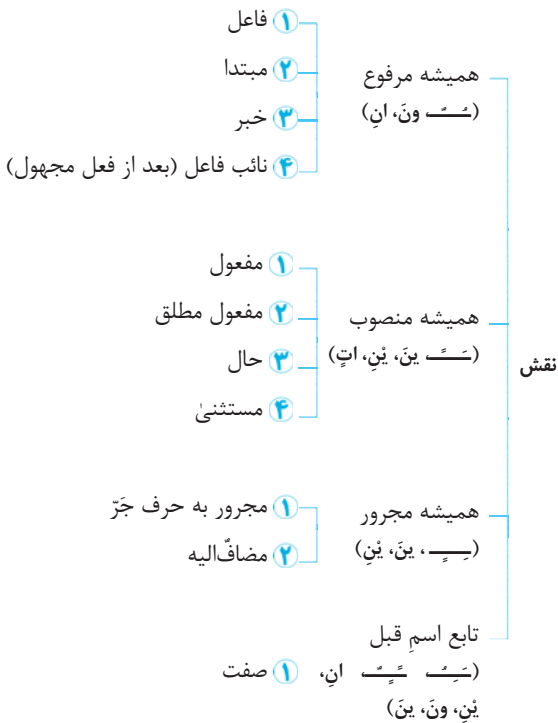 نقش
همیشه مرفوع
(ـُـٌـ، ونَ، انِ)
۱ فاعل
۲ مبتدا
۳ خبر
۴ نائب فاعل (بعد از فعل مجهول)
همیشه منصوب
(ـَـًـ، ینَ، یْنِ، اتٍ)
۱ مفعول
۲ مفعول مطلق
۳ حال
۴ مستثنیٰ
همیشه مجرور
(ـِـٍـ، ینَ، یْنِ)
۱ مجرور به حرف جَرّ
۲ مضافٌ‌الیه
تابع اسمِ قبل
(ـَـِـُـ ـًـٍـٌـ انِ،
یْنِ، ونَ، ینَ)
۱ صفت